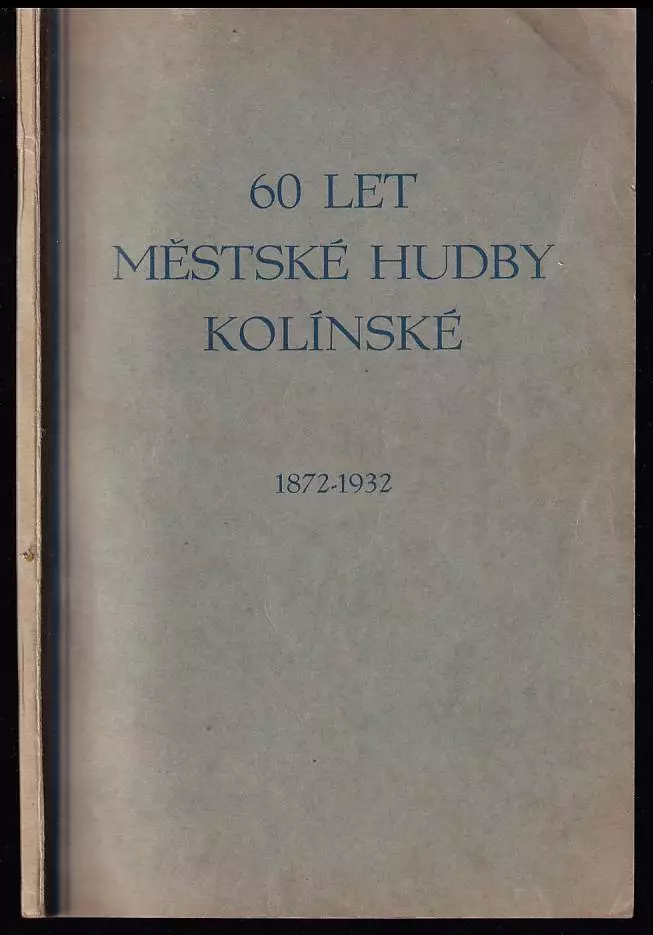 60 LET
MĚSTSKÉ HUDBY
KOLÍNSKÉ
1872-1932